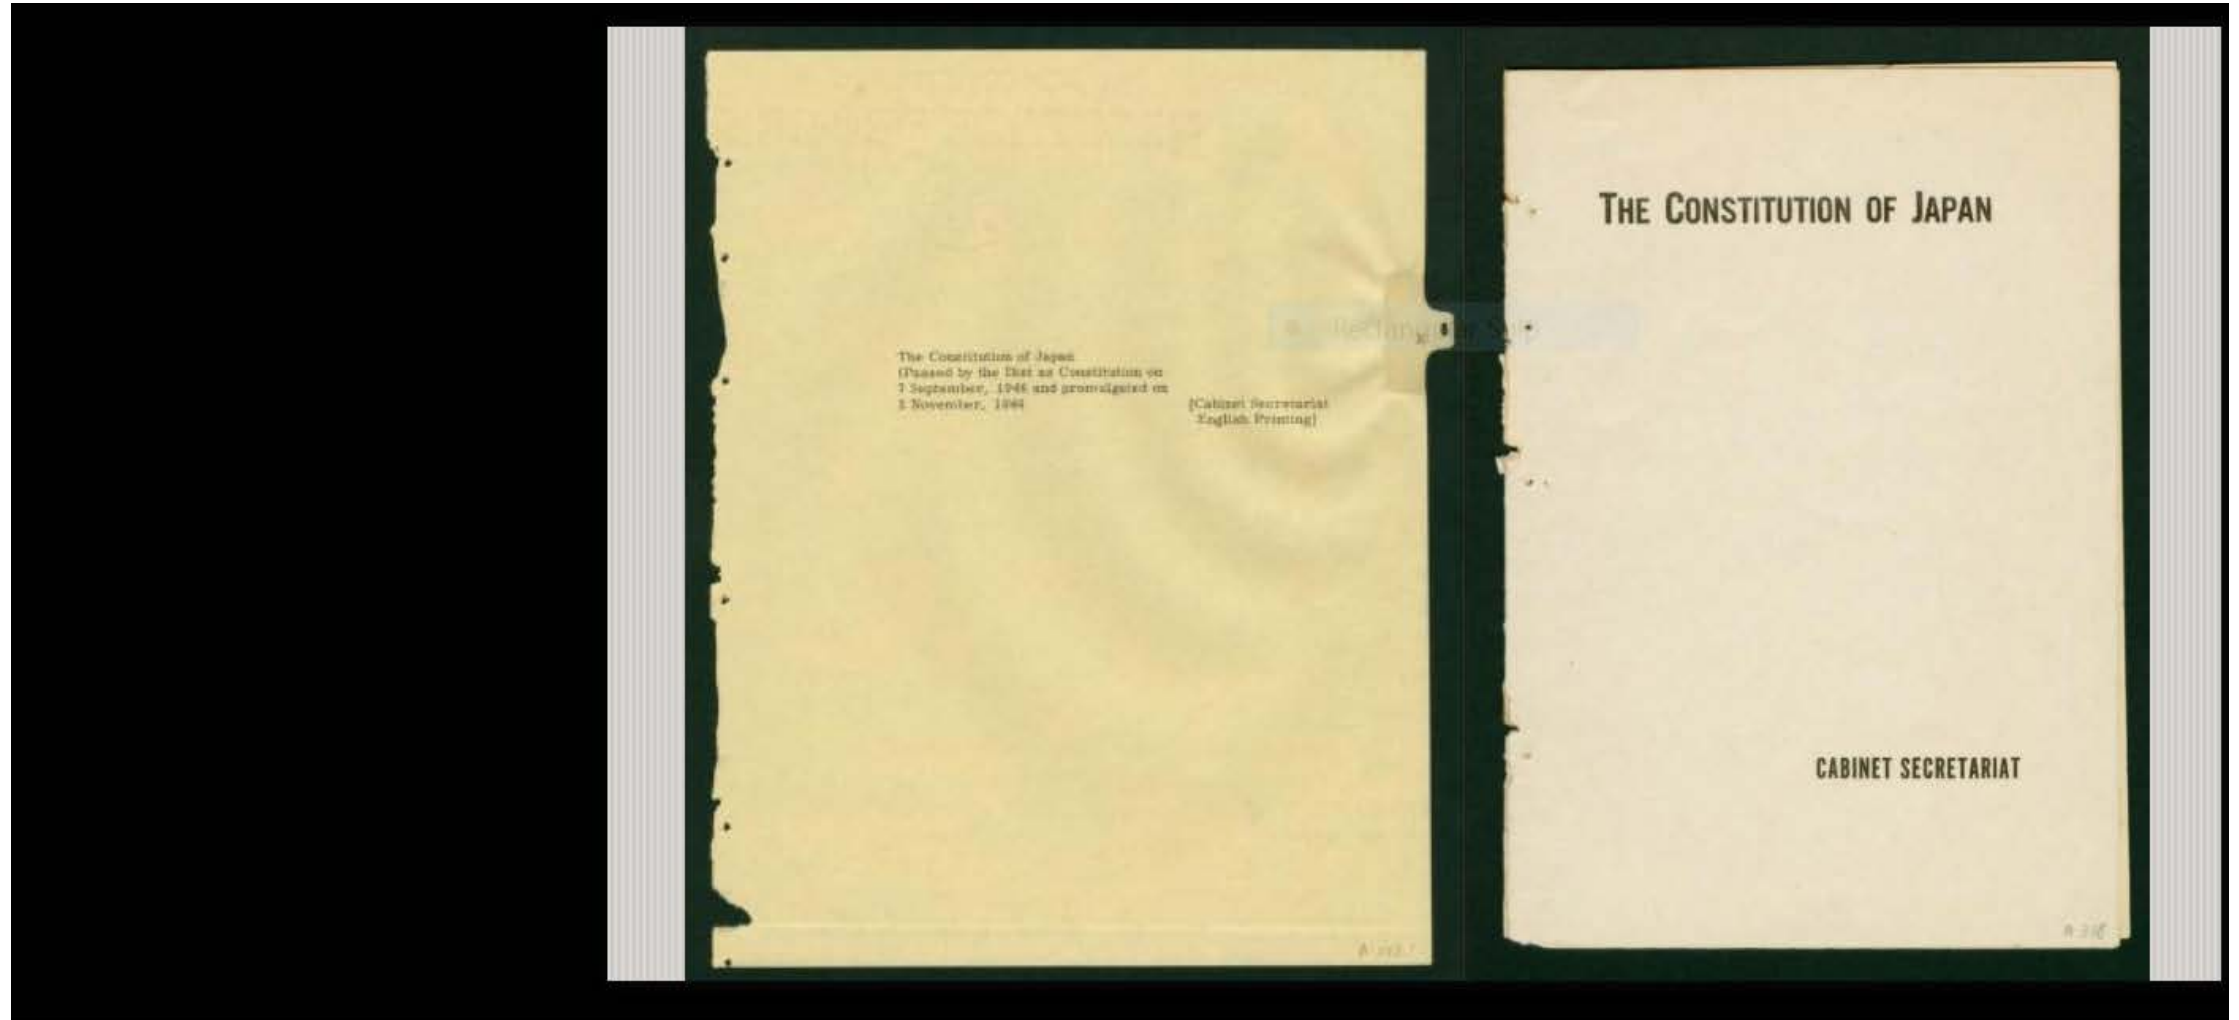 The Constitution of Japan
(Passed by the Diet as Constitution on
7 September, 1946 and promulgated on
3 November, 1946
[Cabinet Secretariat
English Printing]
THE CONSTITUTION OF JAPAN
CABINET SECRETARIAT